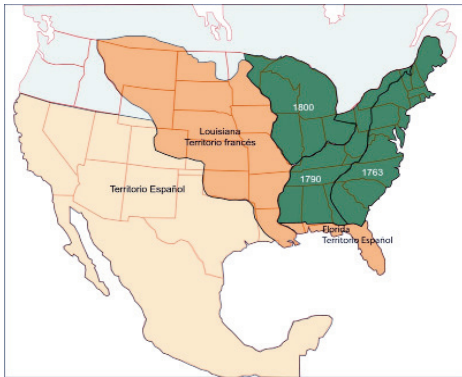 1800
Louisiana
Territorio francés
1790
1763
Territorio Español
Florida
Territorio Español